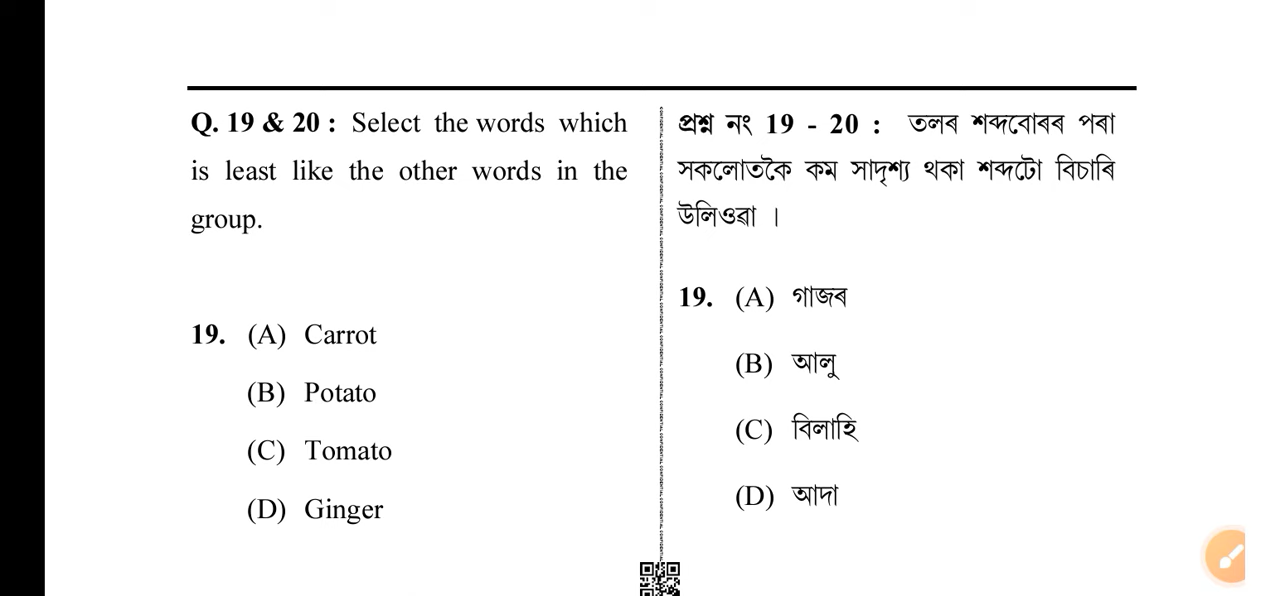 Q. 19 & 20 : Select the words which
is least like the other words in the
group.
19. (A) Carrot
(B) Potato
(C) Tomato
(D) Ginger
প্ৰশ্ন নং 19 - 20 : তলৰ শব্দবোৰৰ পৰা
সকলোতকৈ কম সাদৃশ্য থকা শব্দটো বিচাৰি
উলিওৱা ।
19. (A) গাজৰ
(B) আলু
(C) বিলাহি
(D) আদা